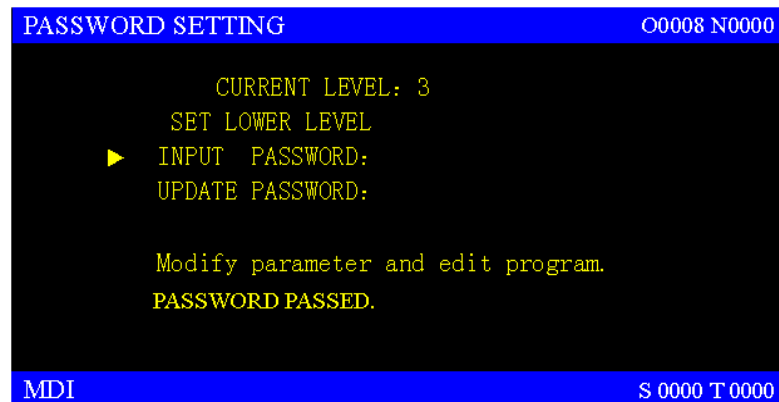 PASSWORD SETTING O0008 N0000
CURRENT LEVEL: 3
SET LOWER LEVEL
INPUT PASSWORD:
UPDATE PASSWORD:
Modify parameter and edit program.
PASSWORD PASSED.
MDI S 0000 T 0000